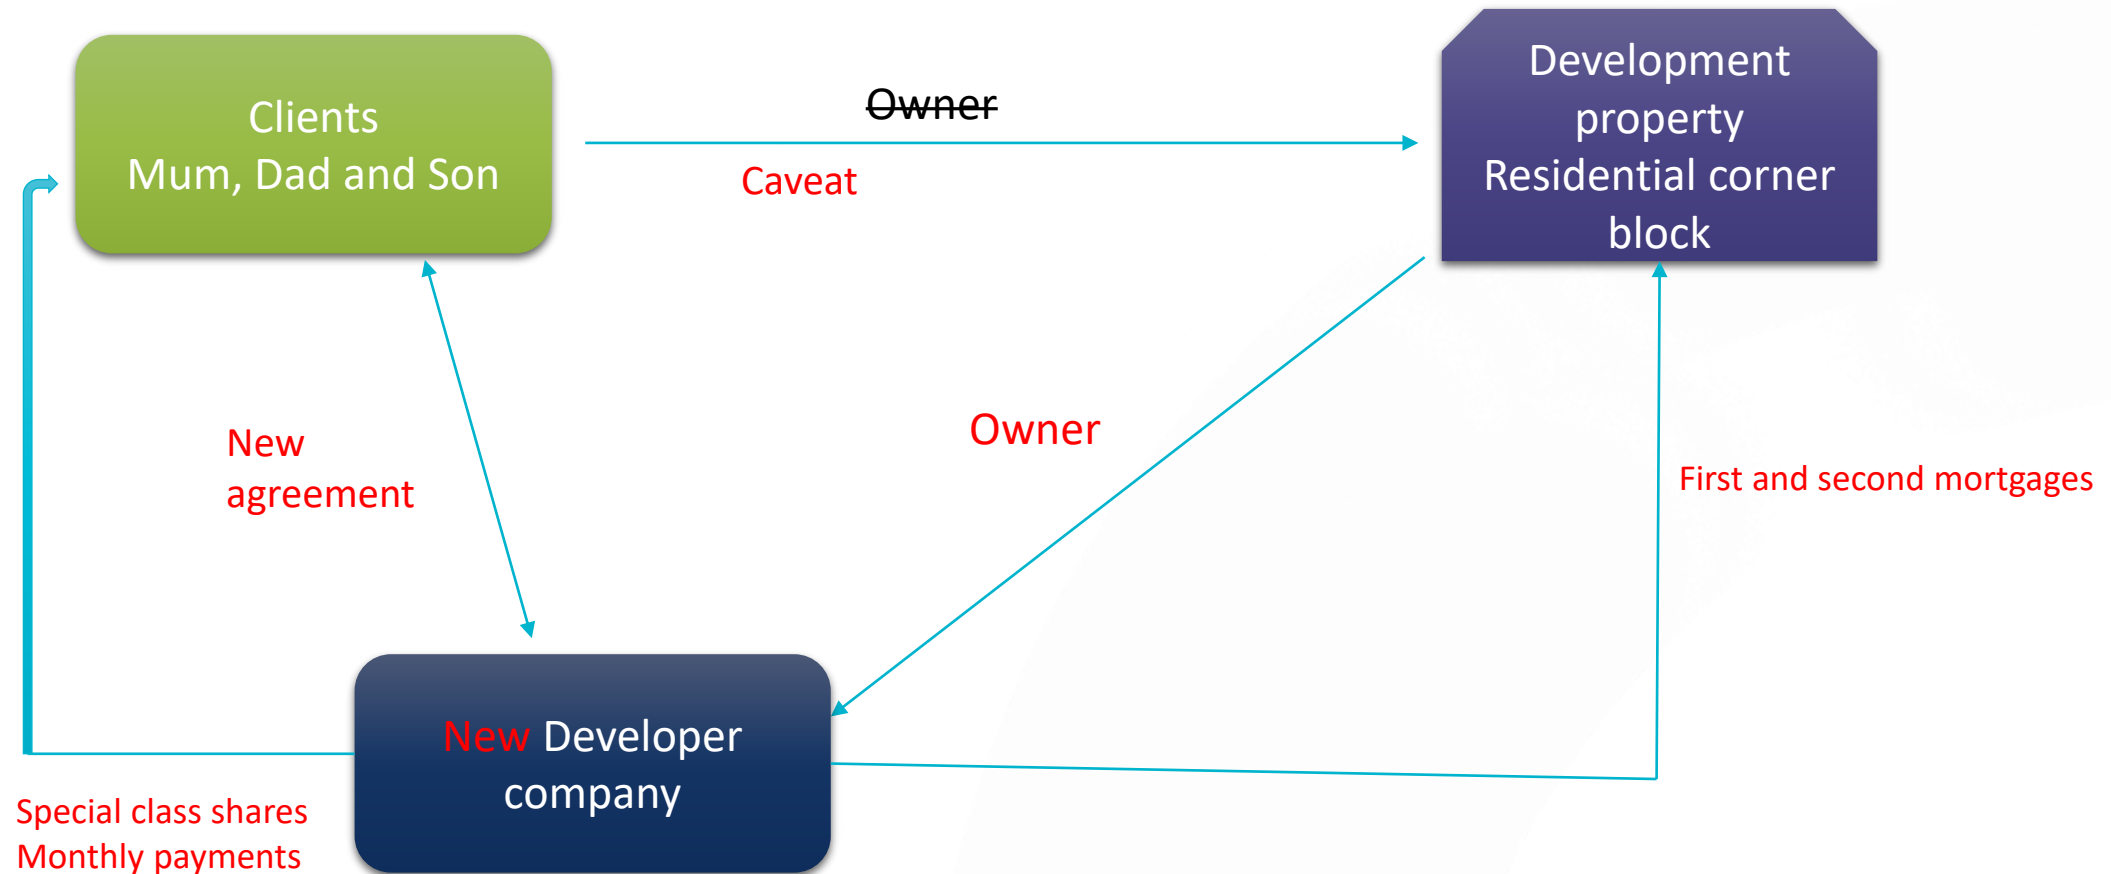 Clients
Mum, Dad and Son
Owner
Caveat
Development
property
Residential corner
block
New
agreement
Owner
First and second mortgages
New Developer
company
Special class shares
Monthly payments